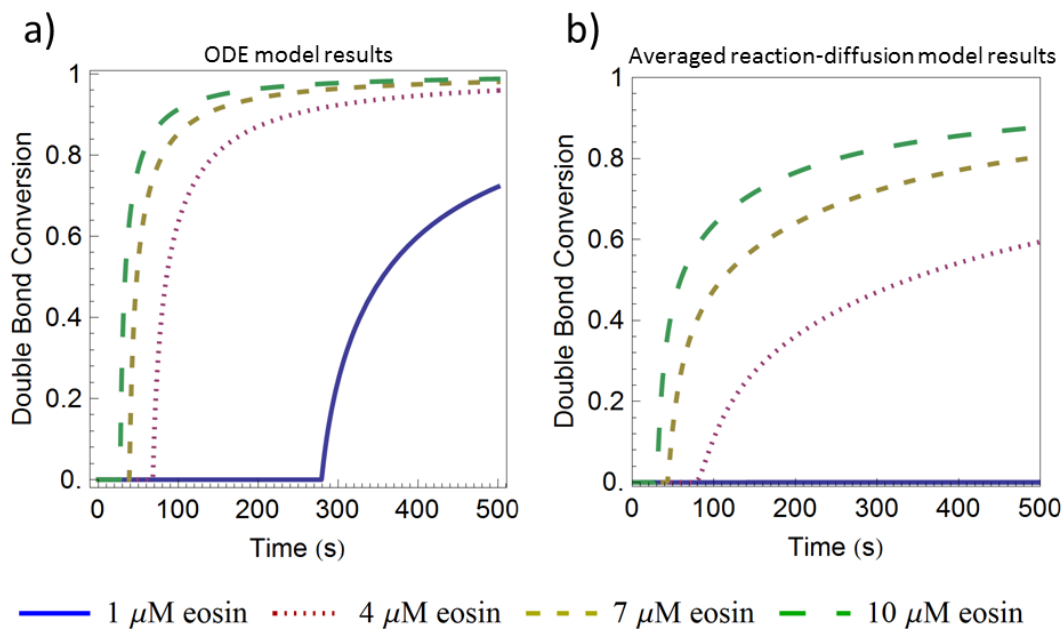 a)
ODE model results
1
0.8
0.6
0.4
0.2
0.
0 100 200 300 400 500
Double Bond Conversion
Time (s)
b)
Averaged reaction-diffusion model results
1.0
0.8
0.6
0.4
0.2
0.
0 100 200 300 400 500
Double Bond Conversion
Time (s)
1 μM eosin 4 μM eosin 7 μM eosin 10 μM eosin